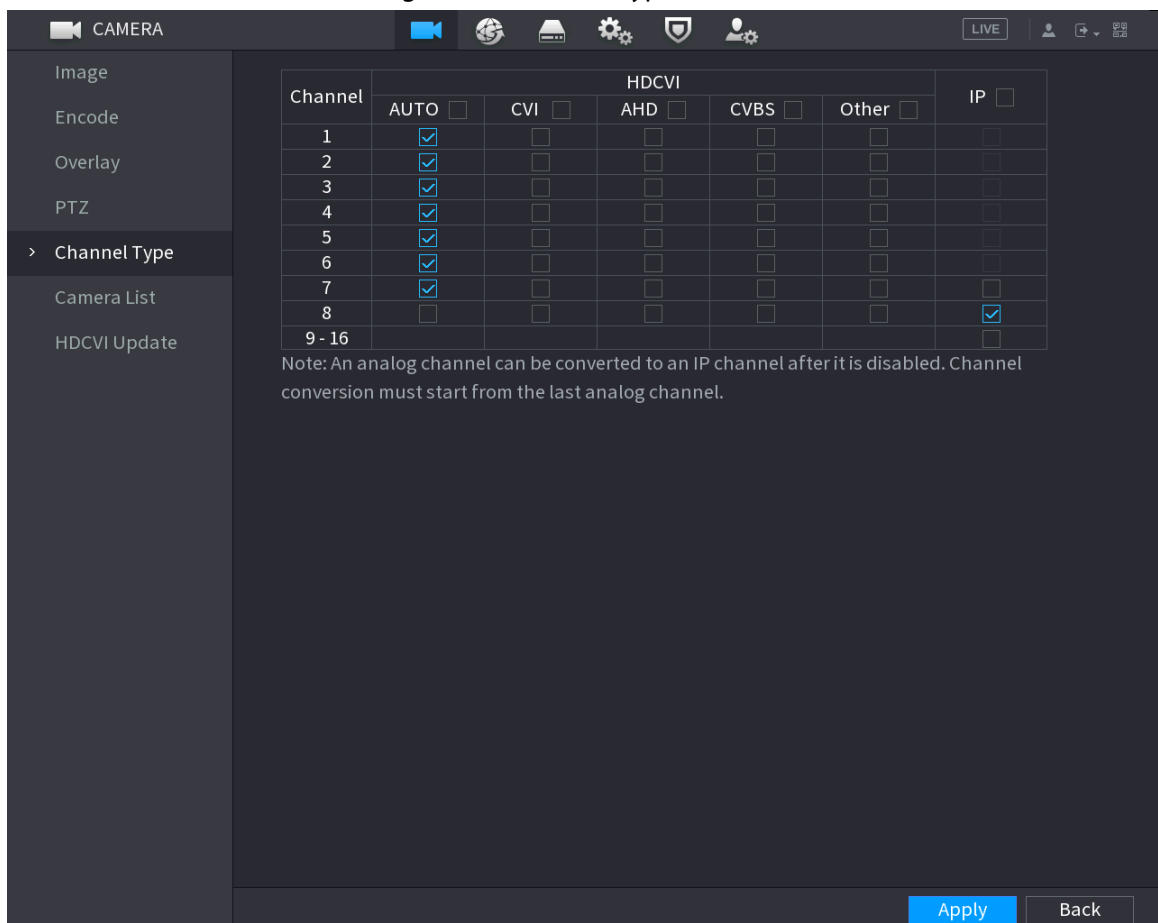 CAMERA
LIVE
Image
Encode
Overlay
PTZ
> Channel Type
Camera List
HDCVI Update
Channel HDCVI IP
AUTO CVI AHD CVBS Other
1
2
3
4
5
6
7
8
9 - 16
Note: An analog channel can be converted to an IP channel after it is disabled. Channel
conversion must start from the last analog channel.
Apply Back